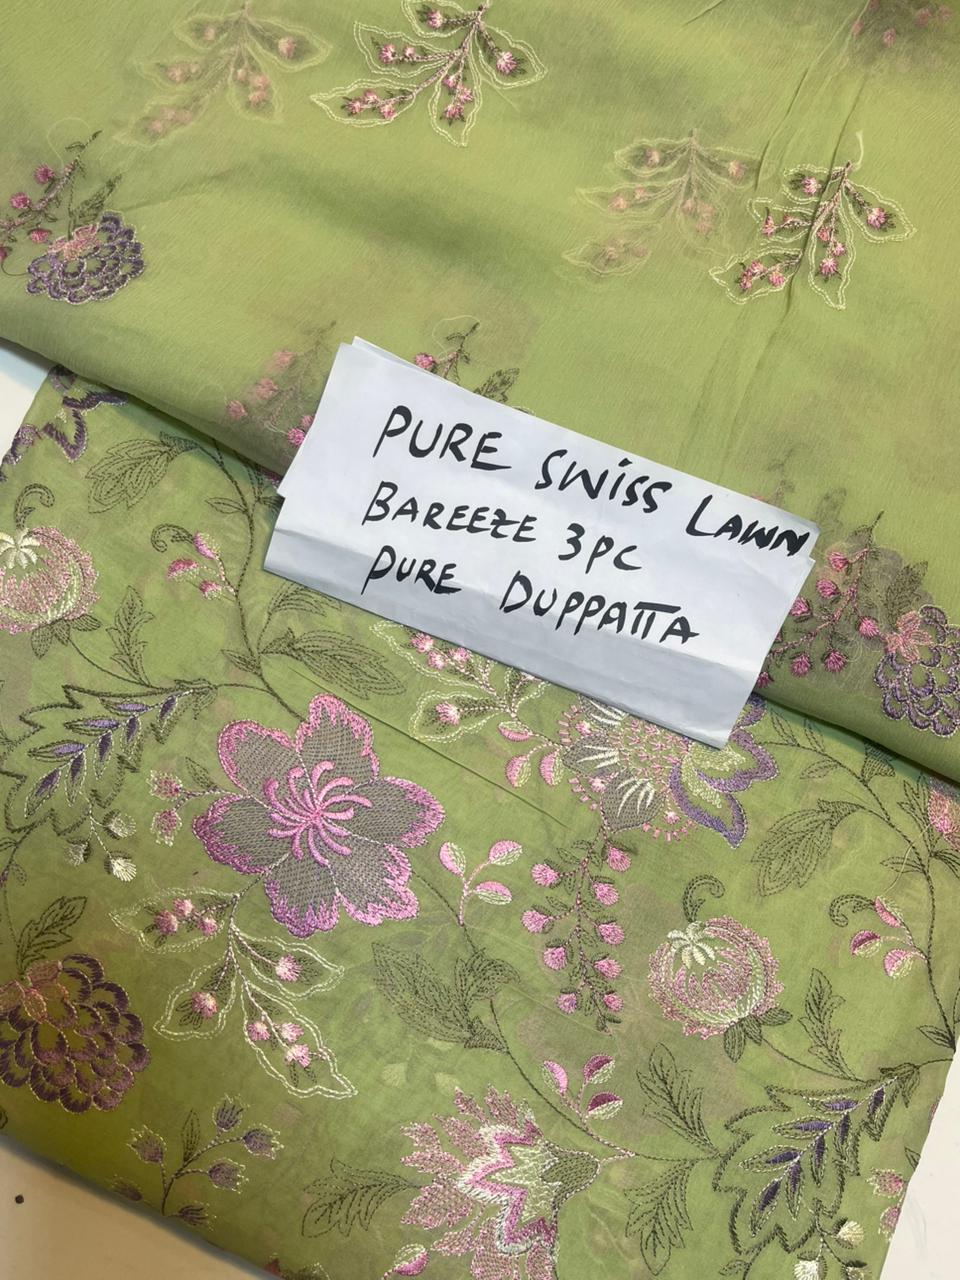 PURE SWiSS LAWN
BAREEZE 3PC
PURE DUPPATTA